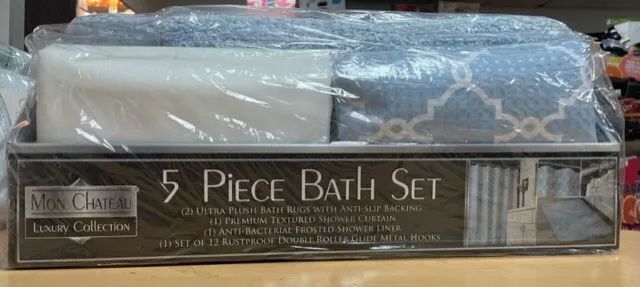 MON CHATEAU
LUXURY COLLECTION
5 PIECE BATH SET
(2) ULTRA PLUSH BATH RUGS WITH ANTI-SLIP BACKING
(1) PREMIUM TEXTURED SHOWER CURTAIN
(1) ANTI-BACTERIAL FROSTED SHOWER LINER
(1) SET OF 12 RUSTPROOF DOUBLE ROLLER GLIDE METAL HOOKS